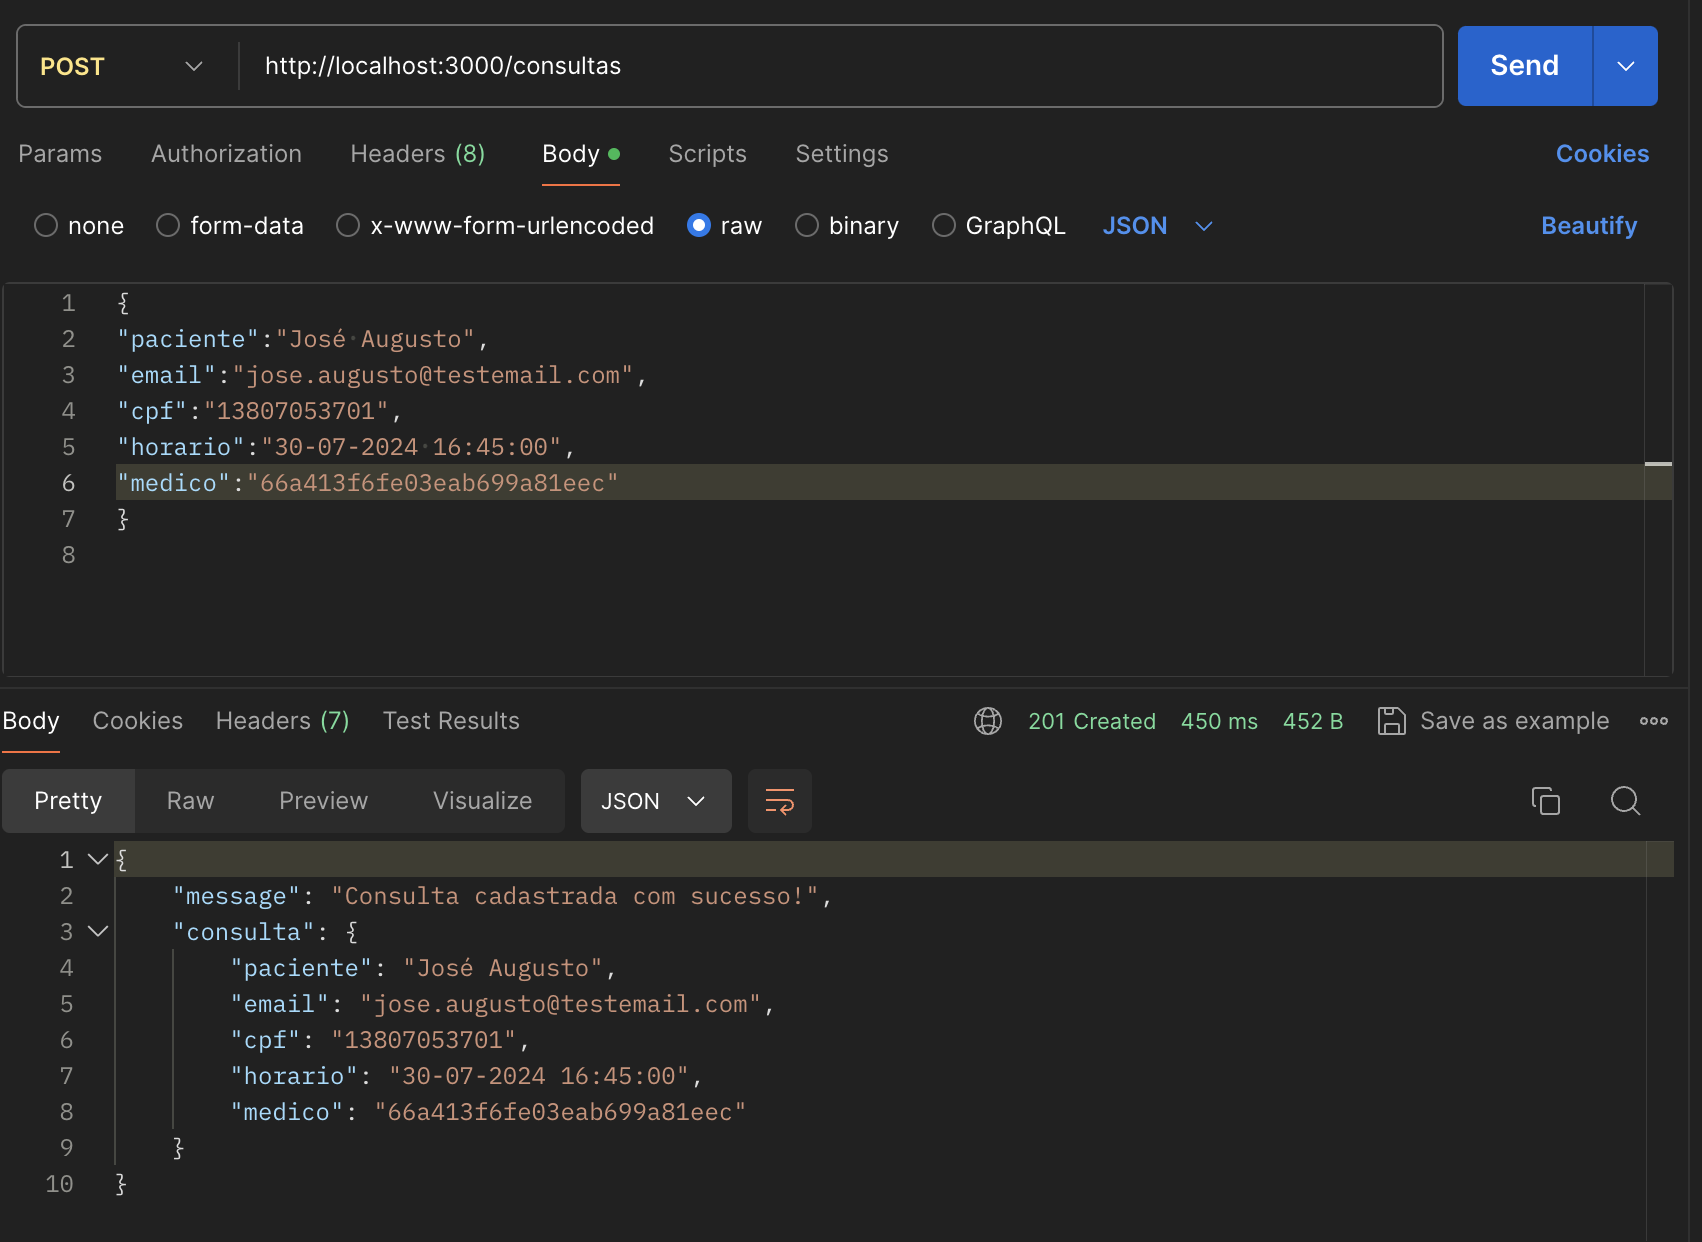 POST http://localhost:3000/consultas Send
Params Authorization Headers (8) Body Scripts Settings Cookies
none form-data x-www-form-urlencoded raw binary GraphQL JSON Beautify
1 {
2 "paciente":"José·Augusto",
3 "email":"jose.augusto@testemail.com",
4 "cpf":"13807053701",
5 "horario":"30-07-2024·16:45:00",
6 "medico":"66a413f6fe03eab699a81eec"
7 }
8
Body Cookies Headers (7) Test Results 201 Created 450 ms 452 B Save as example
Pretty Raw Preview Visualize JSON
1 {
2 "message": "Consulta cadastrada com sucesso!",
3 "consulta": {
4 "paciente": "José Augusto",
5 "email": "jose.augusto@testemail.com",
6 "cpf": "13807053701",
7 "horario": "30-07-2024 16:45:00",
8 "medico": "66a413f6fe03eab699a81eec"
9 }
10 }